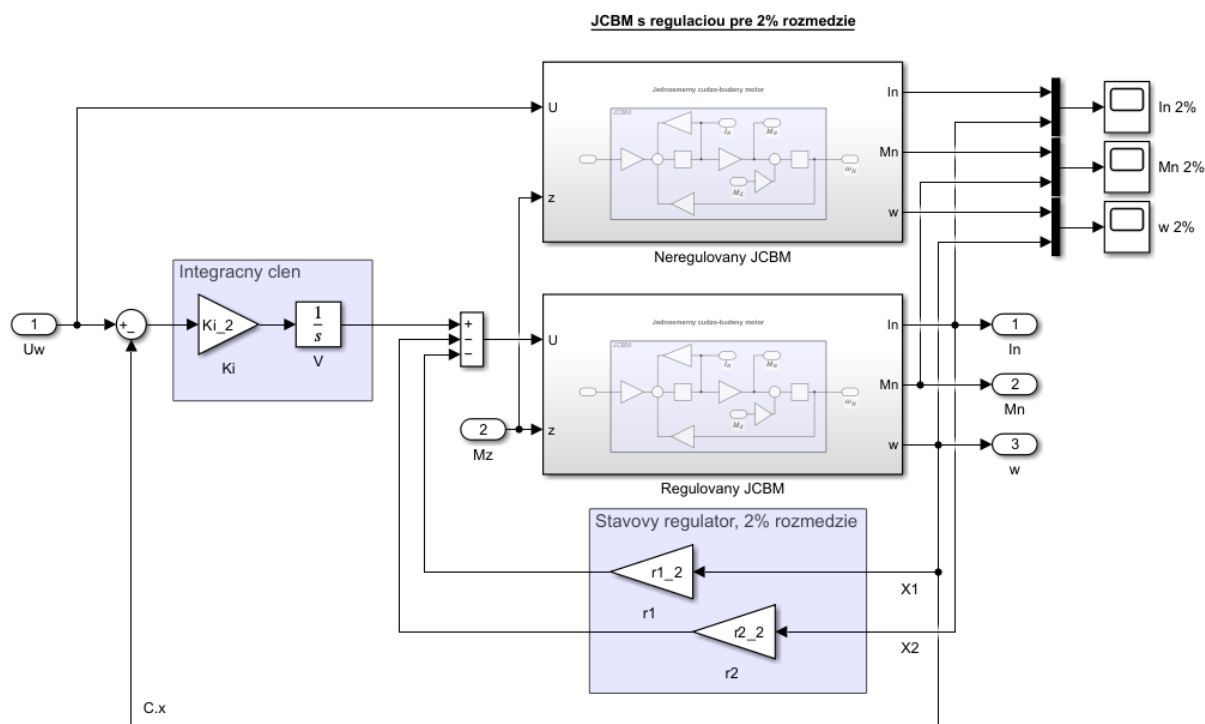 JCBM s regulaciou pre 2% rozmedzie
Jednosmerny cudzo-budeny motor
JCBM
U
z
In
Mn
w
Neregulovany JCBM
In 2%
Mn 2%
w 2%
Integracny clen
1
Uw
+
−
Ki_2
Ki
1
s
V
+
−
−
2
Mz
Jednosmerny cudzo-budeny motor
JCBM
U
z
In
Mn
w
Regulovany JCBM
1
In
2
Mn
3
w
Stavovy regulator, 2% rozmedzie
r1_2
r1
X1
r2_2
r2
X2
C.x